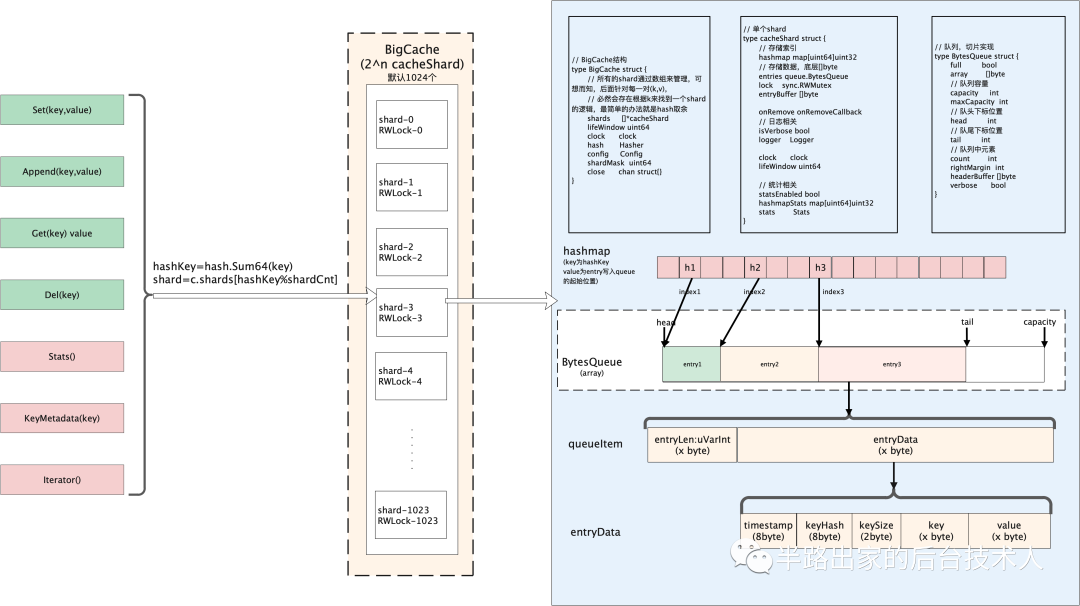 Set(key,value)
Append(key,value)
Get(key) value
Del(key)
Stats()
KeyMetadata(key)
Iterator()
hashKey=hash.Sum64(key)
shard=c.shards[hashKey%shardCnt]
BigCache
(2^n cacheShard)
默认1024个
shard-0
RWLock-0
shard-1
RWLock-1
shard-2
RWLock-2
shard-3
RWLock-3
shard-4
RWLock-4
shard-1023
RWLock-1023
// BigCache结构
type BigCache struct {
// 所有的shard通过数组来管理，可
想而知，后面针对每一对(k,v),
// 必然会存在根据k来找到一个shard
的逻辑，最简单的办法就是hash取余
shards []*cacheShard
lifeWindow uint64
clock clock
hash Hasher
config Config
shardMask uint64
close chan struct{}
}
// 单个shard
type cacheShard struct {
// 存储索引
hashmap map[uint64]uint32
// 存储数据，底层[]byte
entries queue.BytesQueue
lock sync.RWMutex
entryBuffer []byte
onRemove onRemoveCallback
// 日志相关
isVerbose bool
logger Logger
clock clock
lifeWindow uint64
// 统计相关
statsEnabled bool
hashmapStats map[uint64]uint32
stats Stats
}
// 队列，切片实现
type BytesQueue struct {
full bool
array []byte
// 队列容量
capacity int
maxCapacity int
// 队头下标位置
head int
// 队尾下标位置
tail int
// 队列中元素
count int
rightMargin int
headerBuffer []byte
verbose bool
}
hashmap
(key为hashKey
value为entry写入queue
的起始位置)
h1
h2
h3
index1
index2
index3
head
tail
capacity
BytesQueue
(array)
entry1
entry2
entry3
queueItem
entryLen:uVarInt
(x byte)
entryData
(x byte)
entryData
timestamp
(8byte)
keyHash
(8byte)
keySize
(2byte)
key
(x byte)
value
(x byte)
半路出家的后台技术人